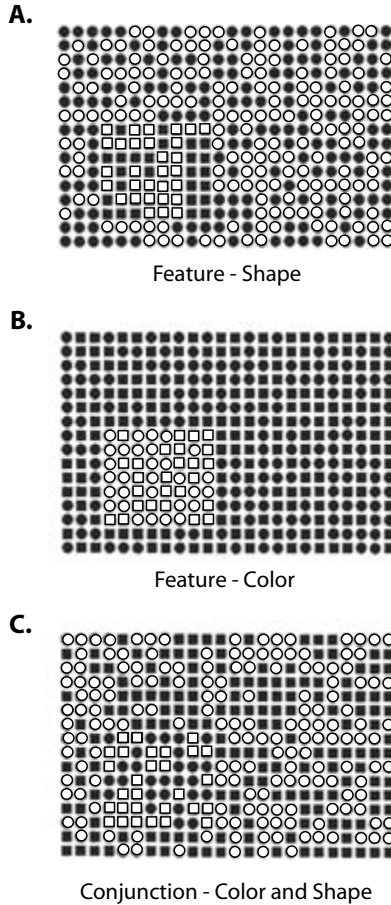 A.
Feature - Shape
B.
Feature - Color
C.
Conjunction - Color and Shape